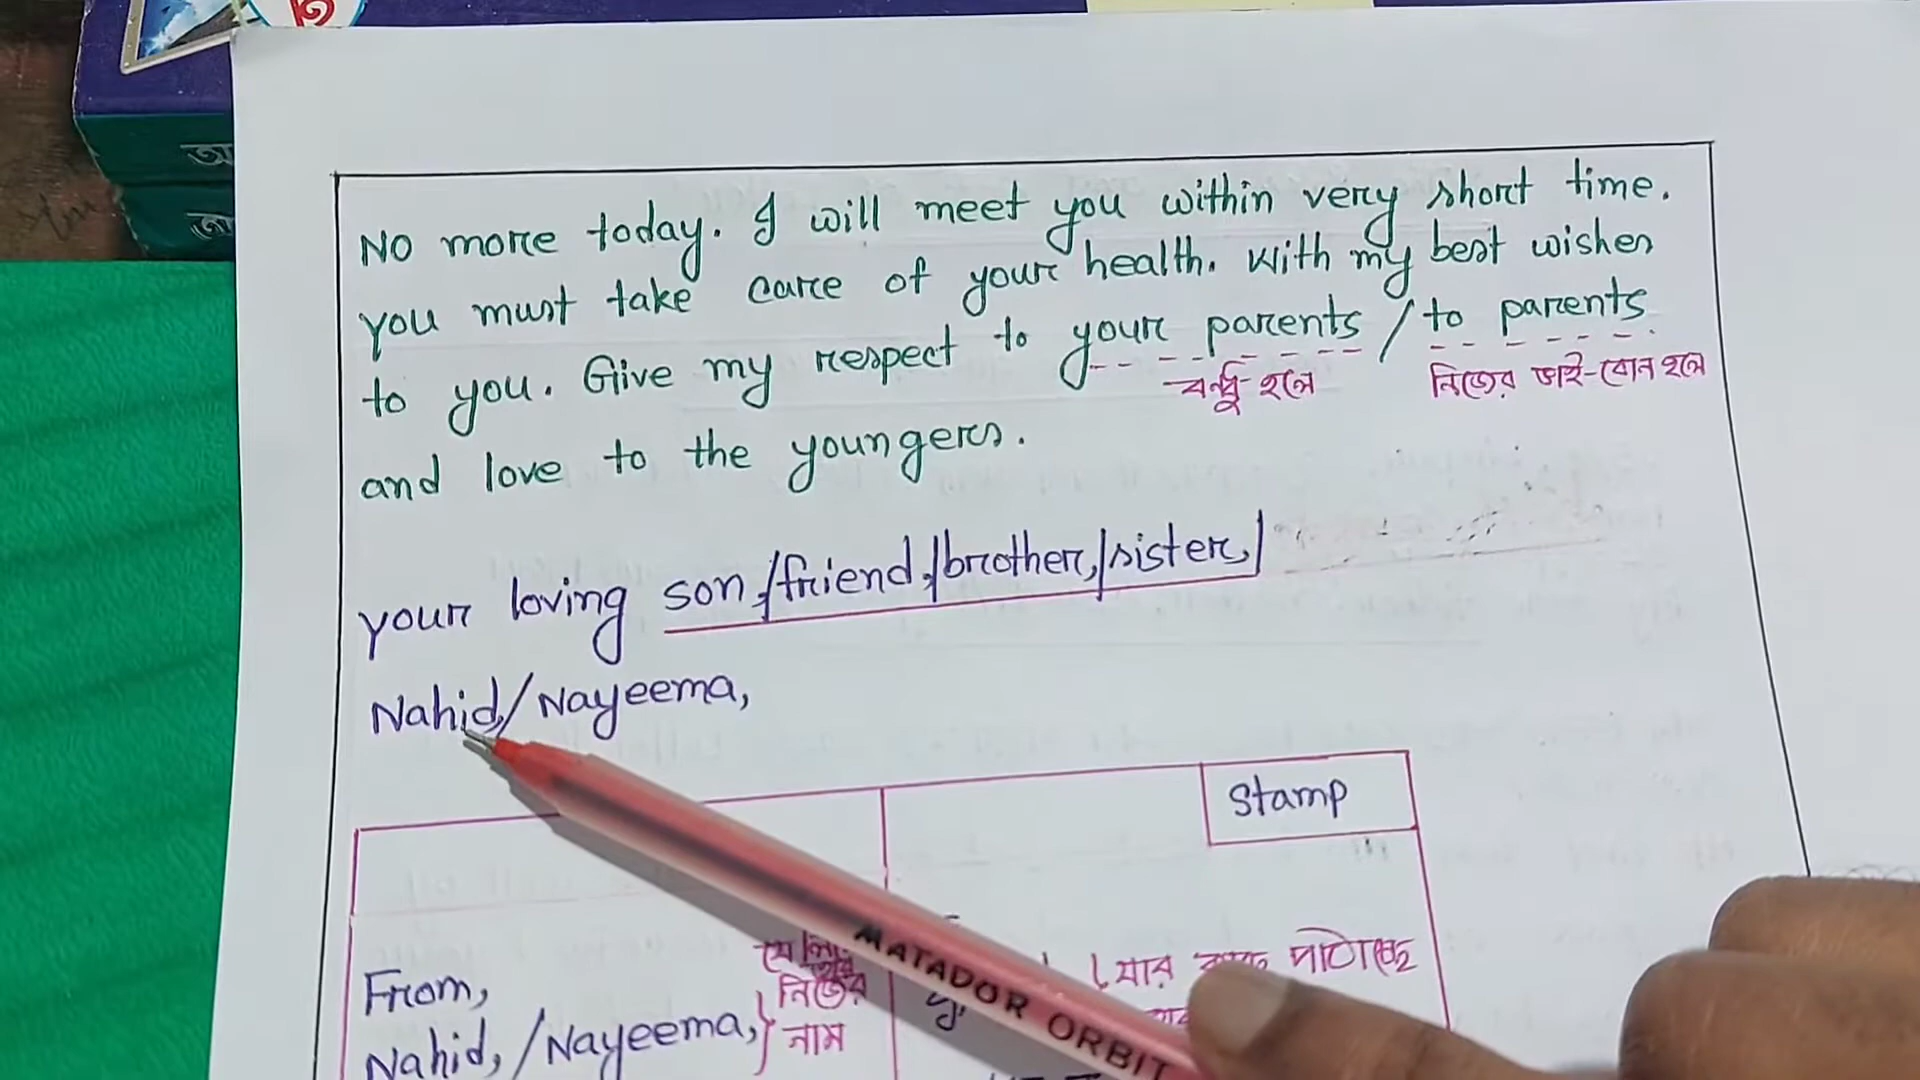 No more today. I will meet you within very short time.
you must take care of your health. With my best wishes
to you. Give my respect to your parents / to parents.
বন্ধু হলে
নিজের ভাই-বোন হলে
and love to the youngers.
your loving son,/friend,/brother,/sister,/
Nahid,/Nayeema,
Stamp
From,
Nahid, /Nayeema,}
নিজের
নাম
(যার কাছে পাঠাচ্ছে
MATADOR ORBIT